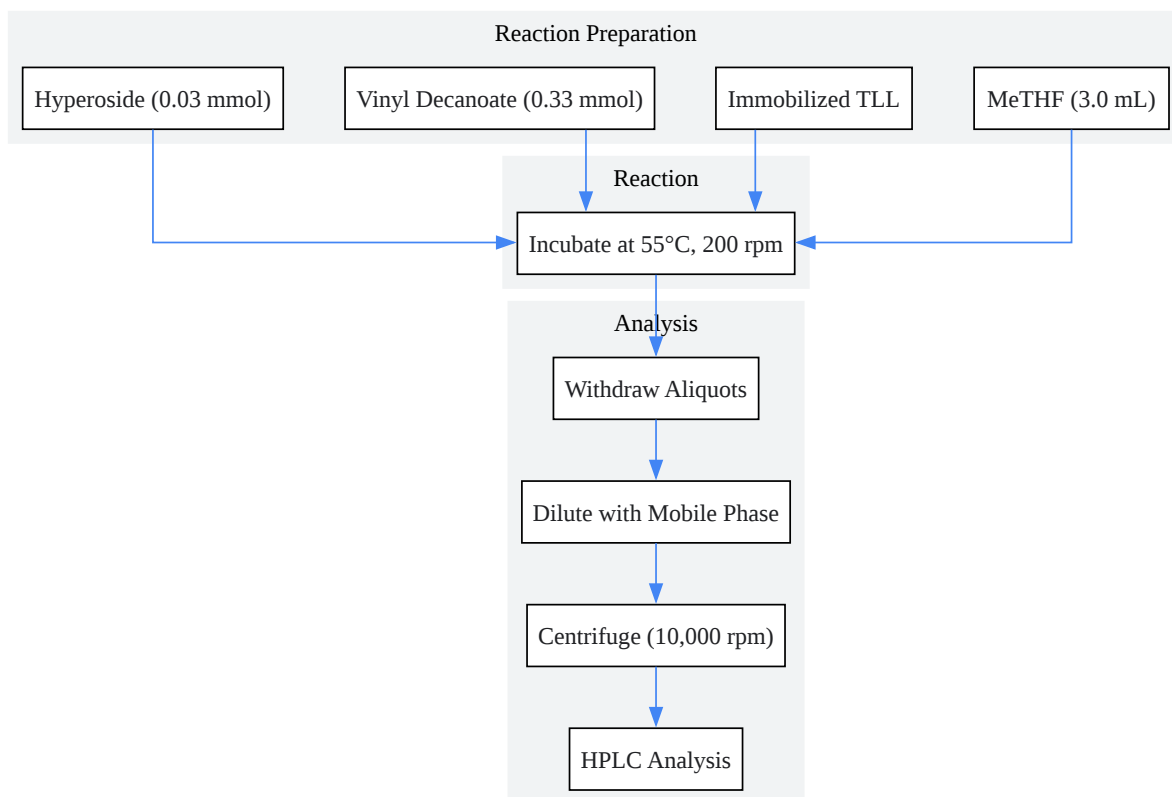 Reaction Preparation
Hyperoside (0.03 mmol)
Vinyl Decanoate (0.33 mmol)
Immobilized TLL
MeTHF (3.0 mL)
Reaction
Incubate at 55°C, 200 rpm
Analysis
Withdraw Aliquots
Dilute with Mobile Phase
Centrifuge (10,000 rpm)
HPLC Analysis